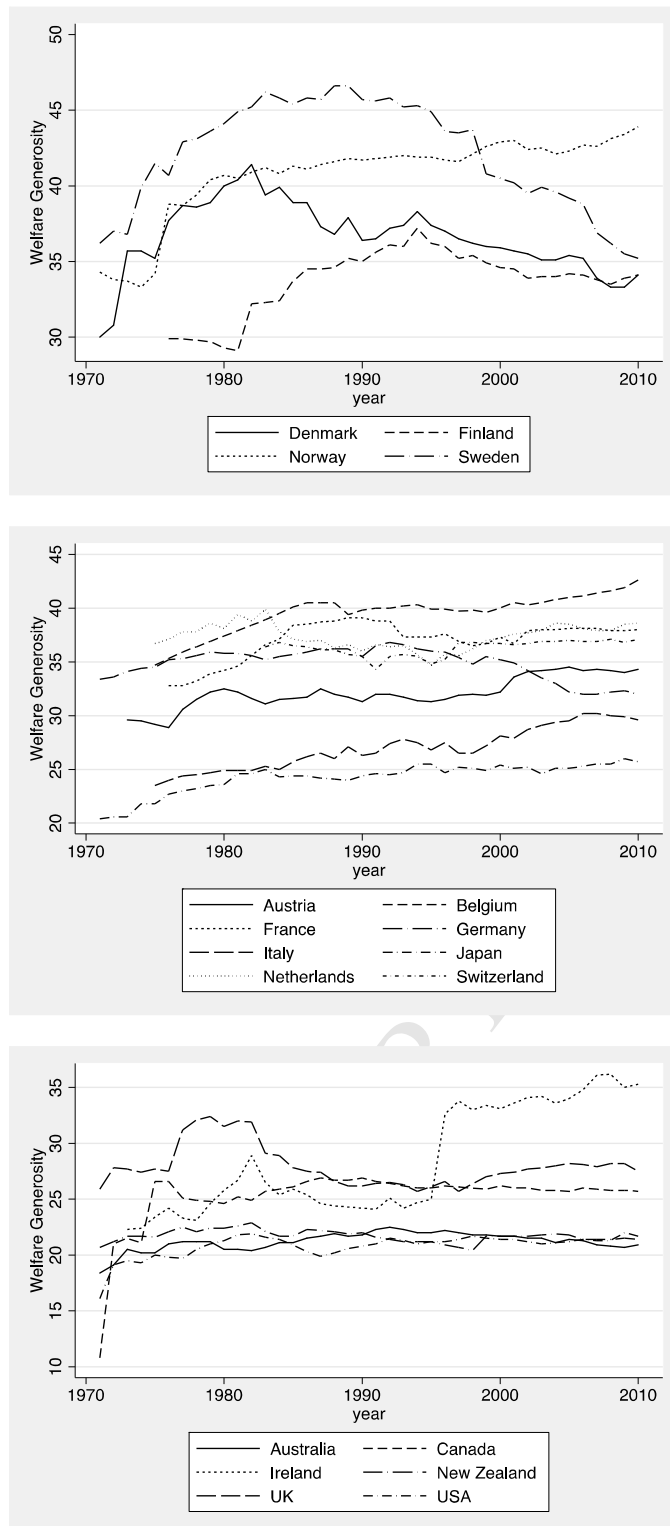 50
45
40
35
30
Welfare Generosity
1970 1980 1990 2000 2010
year
Denmark Finland
Norway Sweden
45
40
35
30
25
20
Welfare Generosity
1970 1980 1990 2000 2010
year
Austria Belgium
France Germany
Italy Japan
Netherlands Switzerland
35
30
25
20
15
10
Welfare Generosity
1970 1980 1990 2000 2010
year
Australia Canada
Ireland New Zealand
UK USA